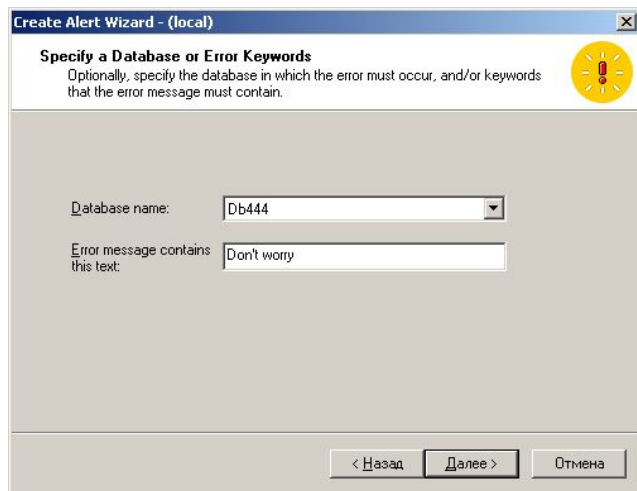 Create Alert Wizard - (local)
Specify a Database or Error Keywords
Optionally, specify the database in which the error must occur, and/or keywords
that the error message must contain.
Database name:
Db444
Error message contains
this text:
Don't worry
< Назад
Далее >
Отмена